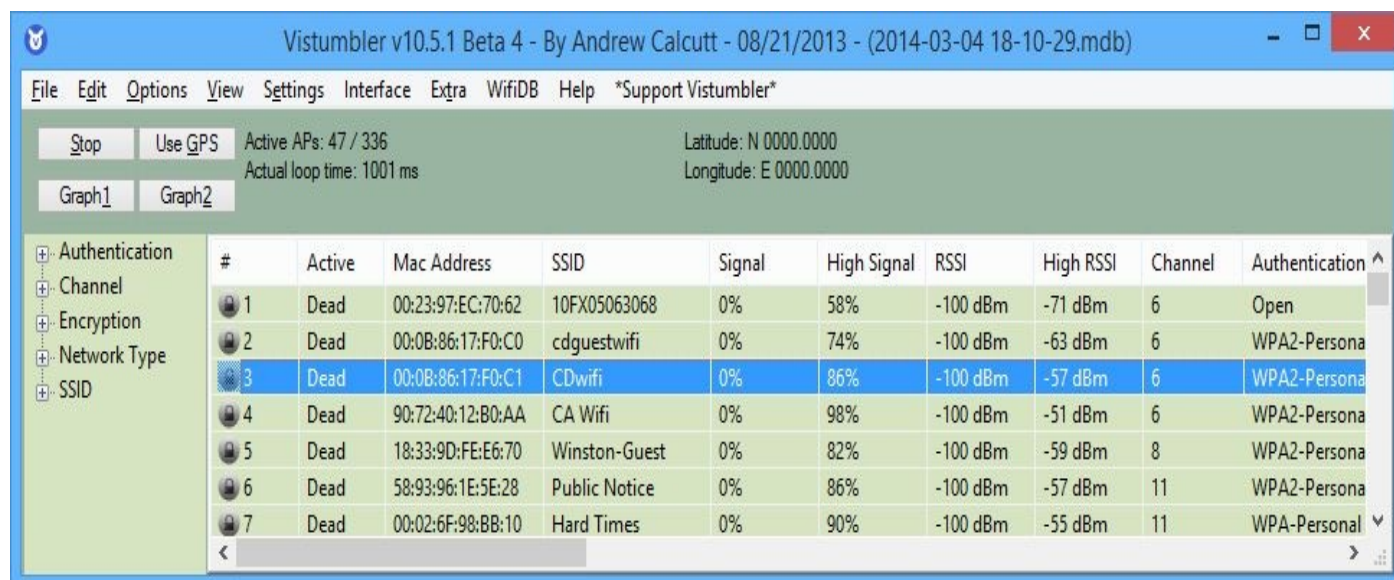 Vistumbler v10.5.1 Beta 4 - By Andrew Calcutt - 08/21/2013 - (2014-03-04 18-10-29.mdb)
File Edit Options View Settings Interface Extra WifiDB Help *Support Vistumbler*
Stop Use GPS Active APs: 47 / 336 Latitude: N 0000.0000
Actual loop time: 1001 ms Longitude: E 0000.0000
Graph1 Graph2
Authentication
Channel
Encryption
Network Type
SSID
# Active Mac Address SSID Signal High Signal RSSI High RSSI Channel Authentication
1 Dead 00:23:97:EC:70:62 10FX05063068 0% 58% -100 dBm -71 dBm 6 Open
2 Dead 00:0B:86:17:F0:C0 cdguestwifi 0% 74% -100 dBm -63 dBm 6 WPA2-Persona
3 Dead 00:0B:86:17:F0:C1 CDwifi 0% 86% -100 dBm -57 dBm 6 WPA2-Persona
4 Dead 90:72:40:12:B0:AA CA Wifi 0% 98% -51 dBm 6 WPA2-Persona
5 Dead 18:33:9D:FE:E6:70 Winston-Guest 0% 82% -100 dBm -59 dBm 8 WPA2-Persona
6 Dead 58:93:96:1E:5E:28 Public Notice 0% 86% -100 dBm -57 dBm 11 WPA2-Persona
7 Dead 00:02:6F:98:BB:10 Hard Times 0% 90% -100 dBm -55 dBm 11 WPA-Personal